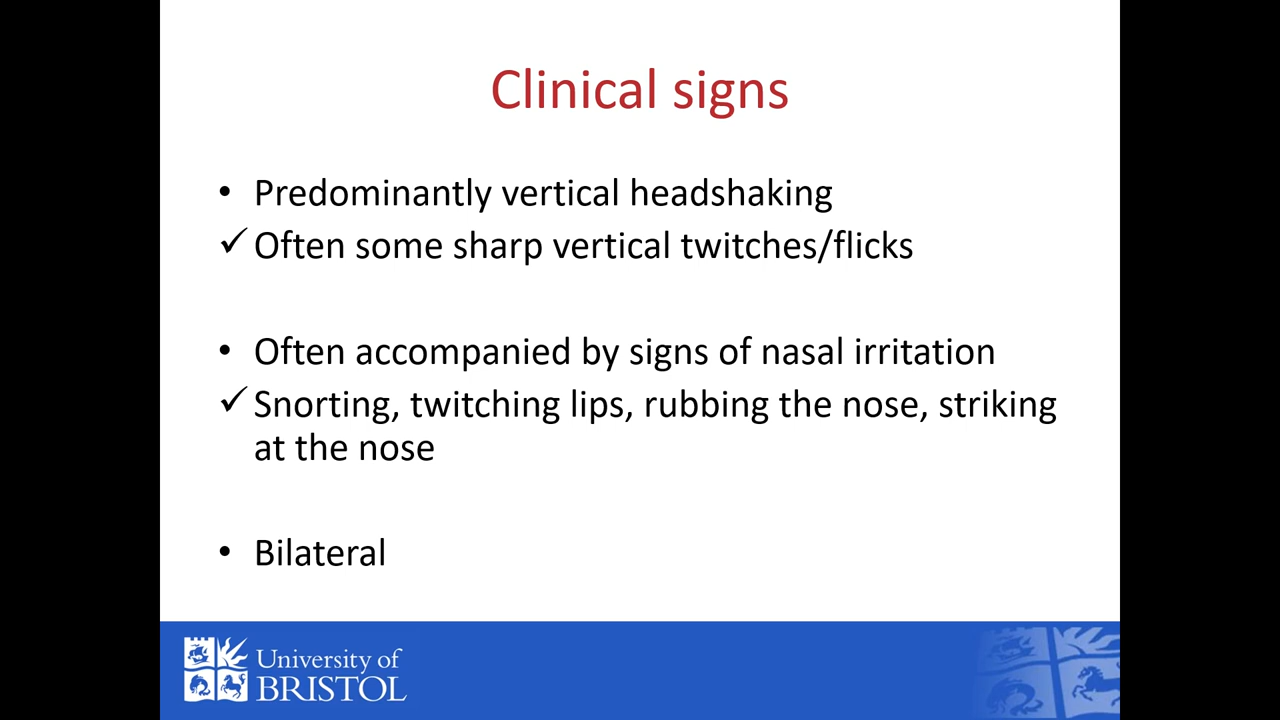 Clinical signs
• Predominantly vertical headshaking
✓ Often some sharp vertical twitches/flicks
• Often accompanied by signs of nasal irritation
✓ Snorting, twitching lips, rubbing the nose, striking
at the nose
• Bilateral
University of
BRISTOL